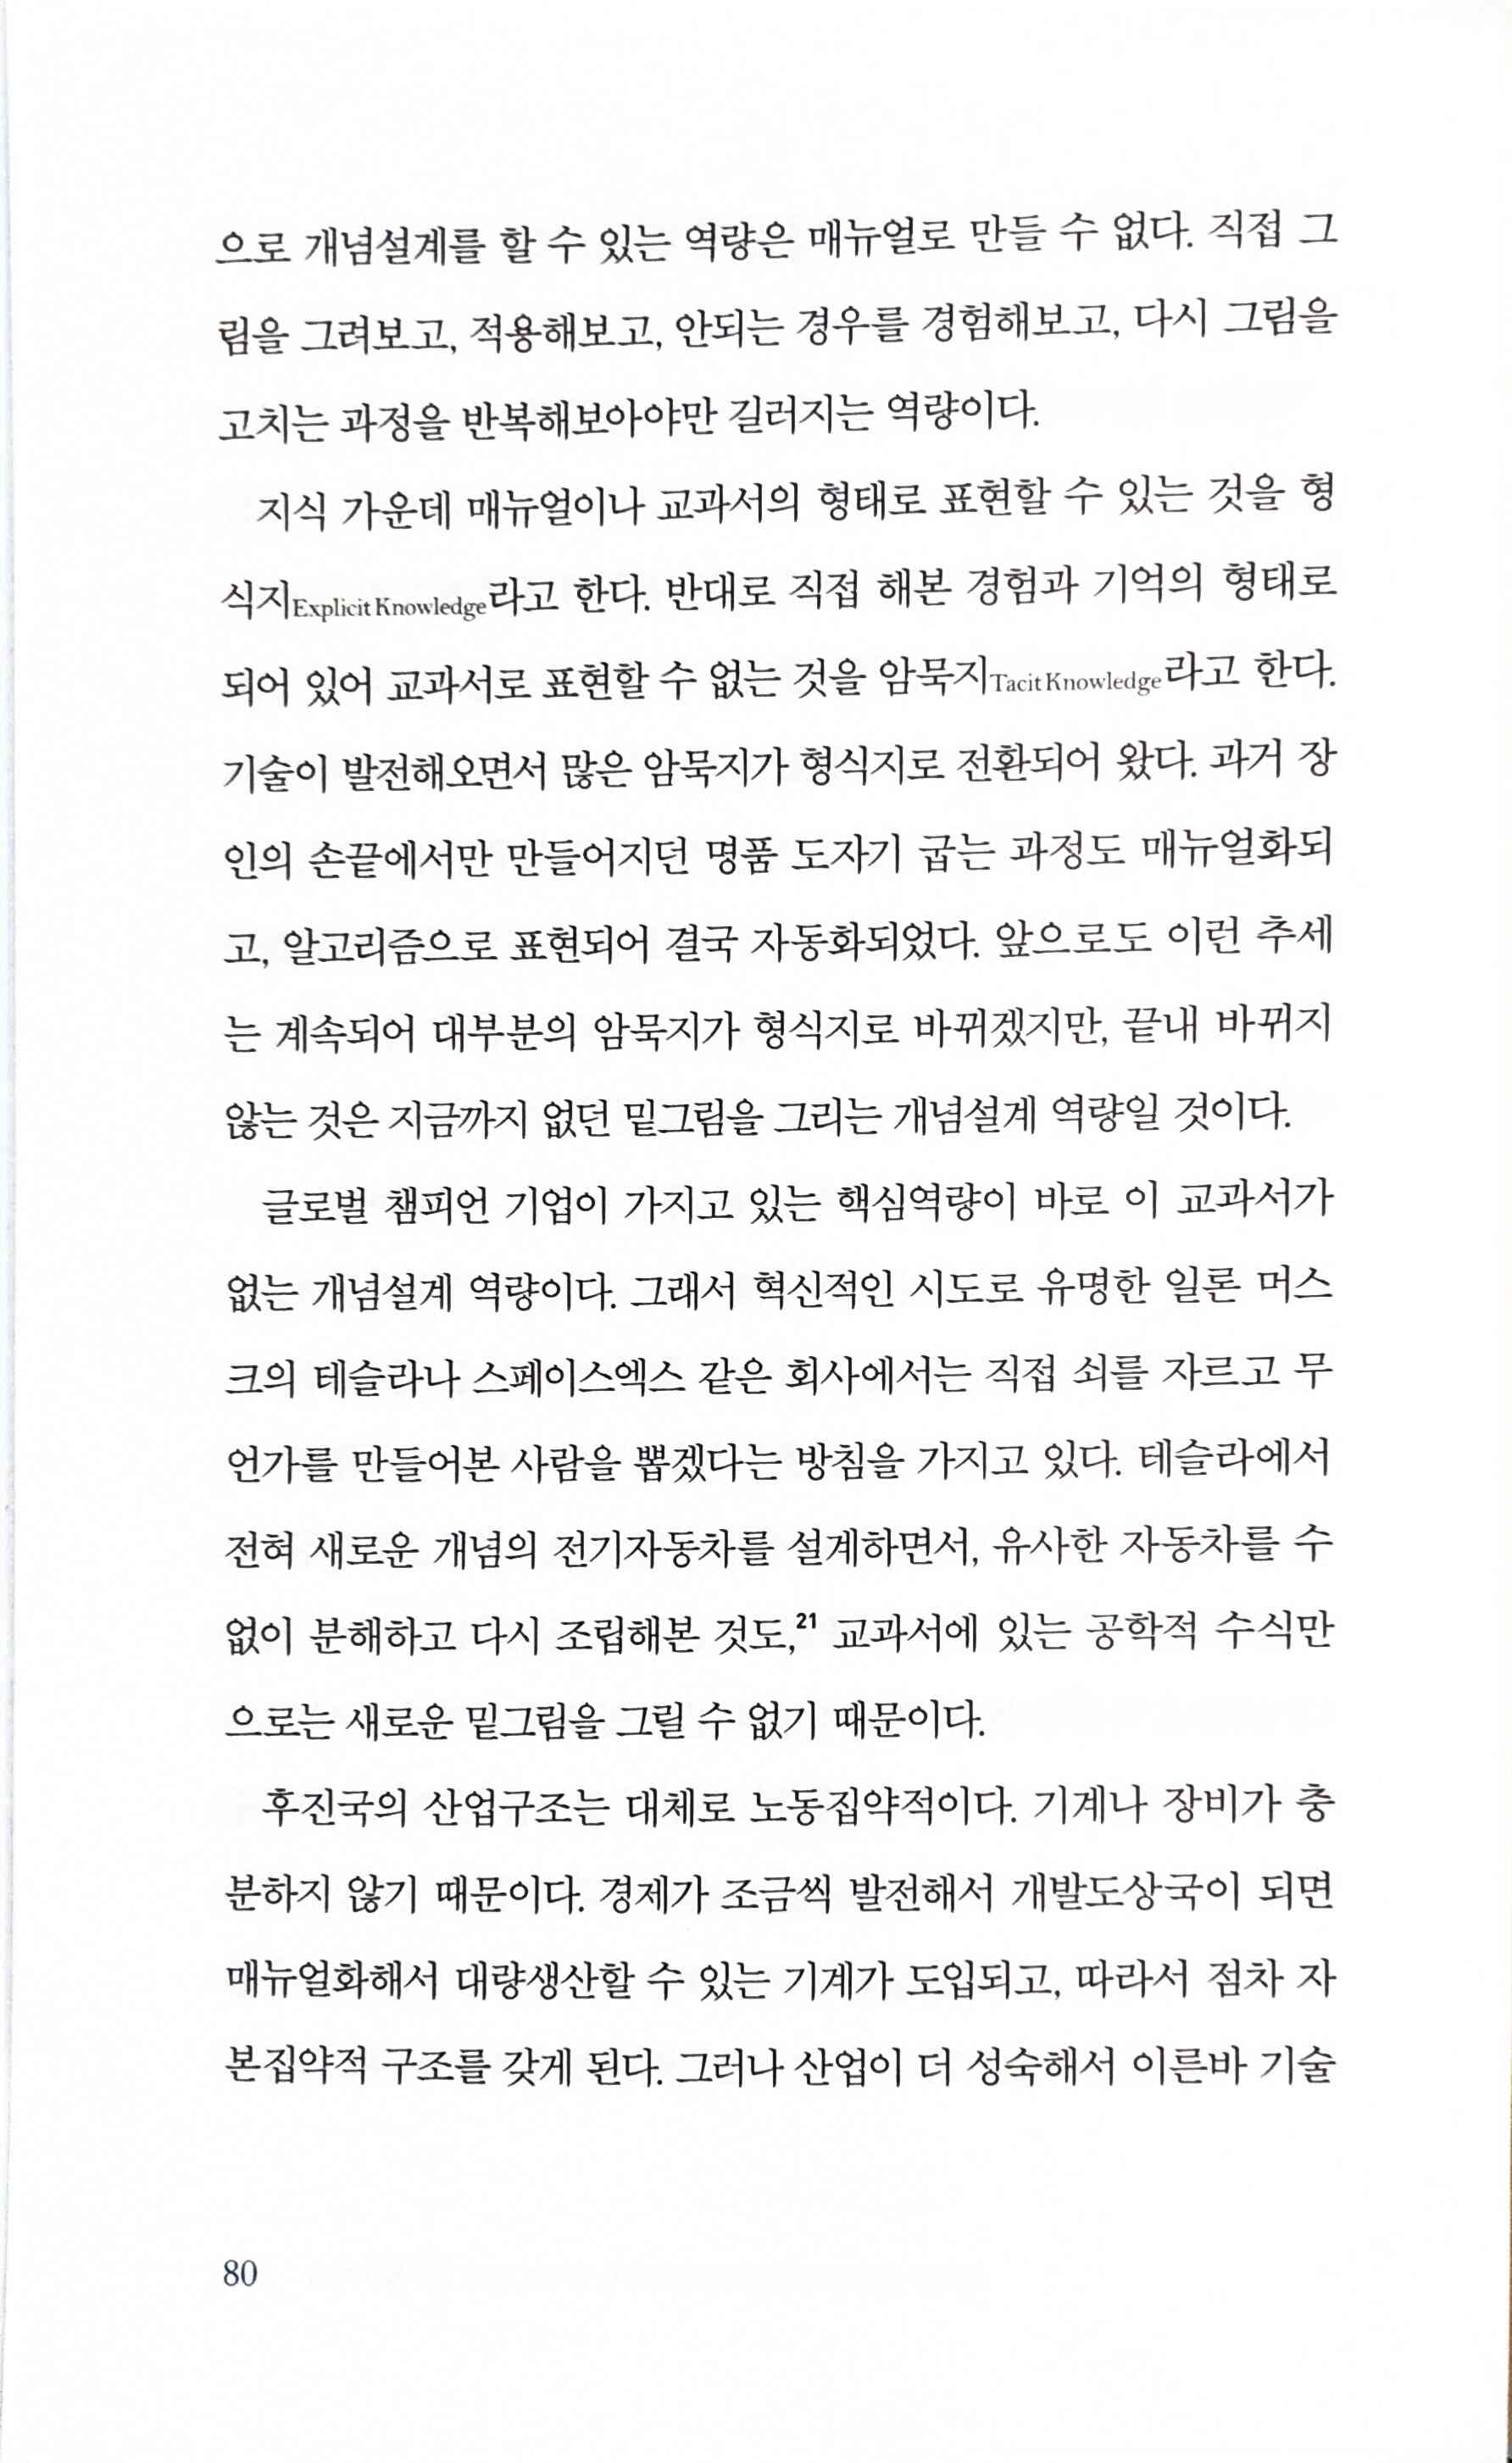 으로 개념설계를 할 수 있는 역량은 매뉴얼로 만들 수 없다. 직접 그
림을 그려보고, 적용해보고, 안되는 경우를 경험해보고, 다시 그림을
고치는 과정을 반복해보아야만 길러지는 역량이다.
지식 가운데 매뉴얼이나 교과서의 형태로 표현할 수 있는 것을 형
식지Explicit Knowledge라고 한다. 반대로 직접 해본 경험과 기억의 형태로
되어 있어 교과서로 표현할 수 없는 것을 암묵지Tacit Knowledge라고 한다.
기술이 발전해오면서 많은 암묵지가 형식지로 전환되어 왔다. 과거 장
인의 손끝에서만 만들어지던 명품 도자기 굽는 과정도 매뉴얼화되
고, 알고리즘으로 표현되어 결국 자동화되었다. 앞으로도 이런 추세
는 계속되어 대부분의 암묵지가 형식지로 바뀌겠지만, 끝내 바뀌지
않는 것은 지금까지 없던 밑그림을 그리는 개념설계 역량일 것이다.
글로벌 챔피언 기업이 가지고 있는 핵심역량이 바로 이 교과서가
없는 개념설계 역량이다. 그래서 혁신적인 시도로 유명한 일론 머스
크의 테슬라나 스페이스엑스 같은 회사에서는 직접 쇠를 자르고 무
언가를 만들어본 사람을 뽑겠다는 방침을 가지고 있다. 테슬라에서
전혀 새로운 개념의 전기자동차를 설계하면서, 유사한 자동차를 수
없이 분해하고 다시 조립해본 것도,21 교과서에 있는 공학적 수식만
으로는 새로운 밑그림을 그릴 수 없기 때문이다.
후진국의 산업구조는 대체로 노동집약적이다. 기계나 장비가 충
분하지 않기 때문이다. 경제가 조금씩 발전해서 개발도상국이 되면
매뉴얼화해서 대량생산할 수 있는 기계가 도입되고, 따라서 점차 자
본집약적 구조를 갖게 된다. 그러나 산업이 더 성숙해서 이른바 기술
80